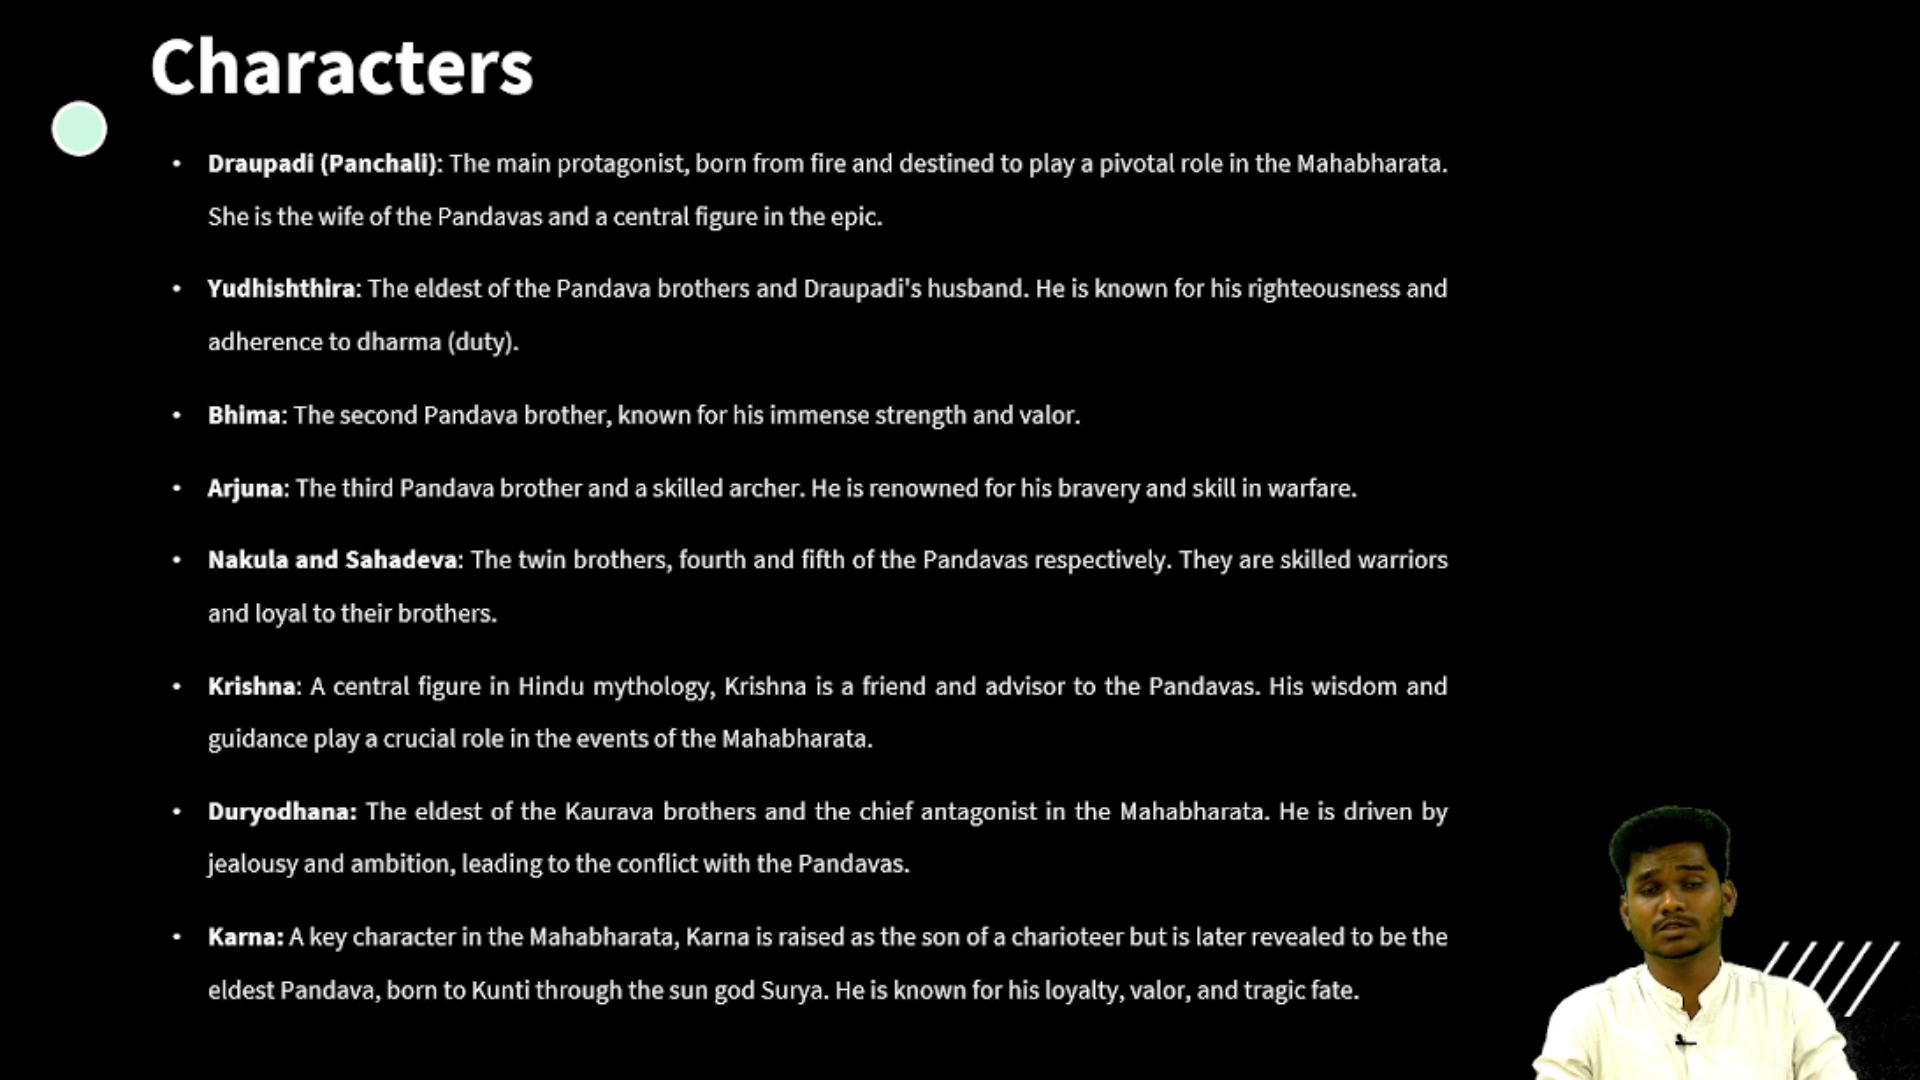 Characters
• Draupadi (Panchali): The main protagonist, born from fire and destined to play a pivotal role in the Mahabharata.
She is the wife of the Pandavas and a central figure in the epic.
• Yudhishthira: The eldest of the Pandava brothers and Draupadi's husband. He is known for his righteousness and
adherence to dharma (duty).
• Bhima: The second Pandava brother, known for his immense strength and valor.
• Arjuna: The third Pandava brother and a skilled archer. He is renowned for his bravery and skill in warfare.
• Nakula and Sahadeva: The twin brothers, fourth and fifth of the Pandavas respectively. They are skilled warriors
and loyal to their brothers.
• Krishna: A central figure in Hindu mythology, Krishna is a friend and advisor to the Pandavas. His wisdom and
guidance play a crucial role in the events of the Mahabharata.
• Duryodhana: The eldest of the Kaurava brothers and the chief antagonist in the Mahabharata. He is driven by
jealousy and ambition, leading to the conflict with the Pandavas.
• Karna: A key character in the Mahabharata, Karna is raised as the son of a charioteer but is later revealed to be the
eldest Pandava, born to Kunti through the sun god Surya. He is known for his loyalty, valor, and tragic fate.